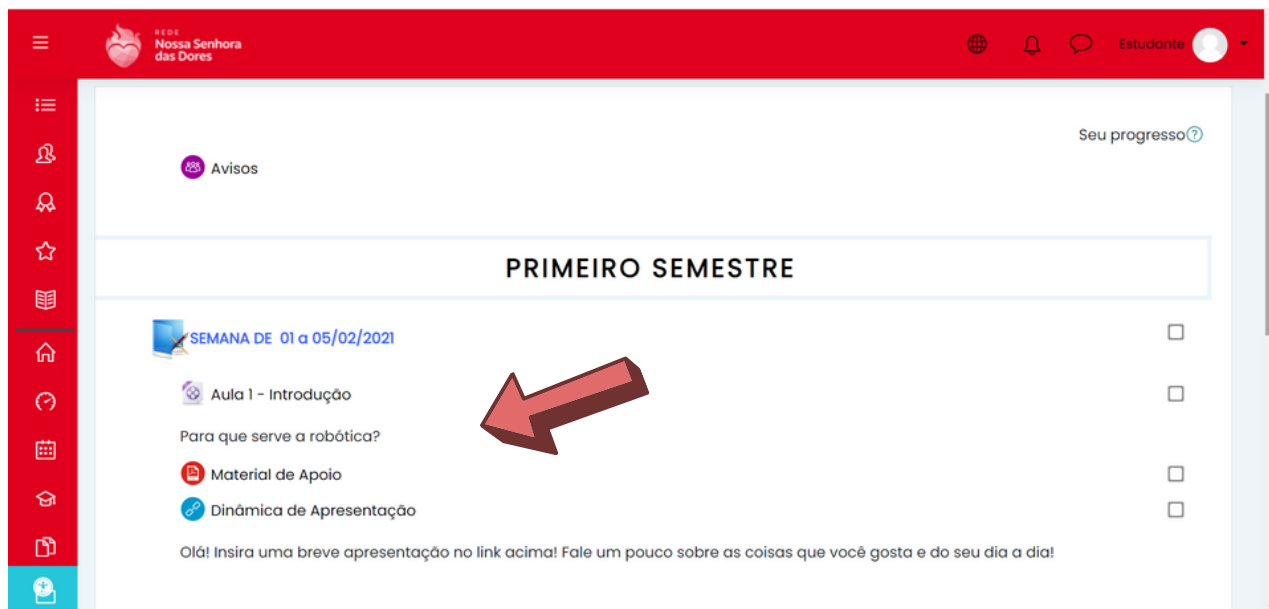 REDE
Nossa Senhora
das Dores
Estudante
Seu progresso
Avisos
PRIMEIRO SEMESTRE
SEMANA DE 01 a 05/02/2021
Aula 1 - Introdução
Para que serve a robótica?
Material de Apoio
Dinâmica de Apresentação
Olá! Insira uma breve apresentação no link acima! Fale um pouco sobre as coisas que você gosta e do seu dia a dia!